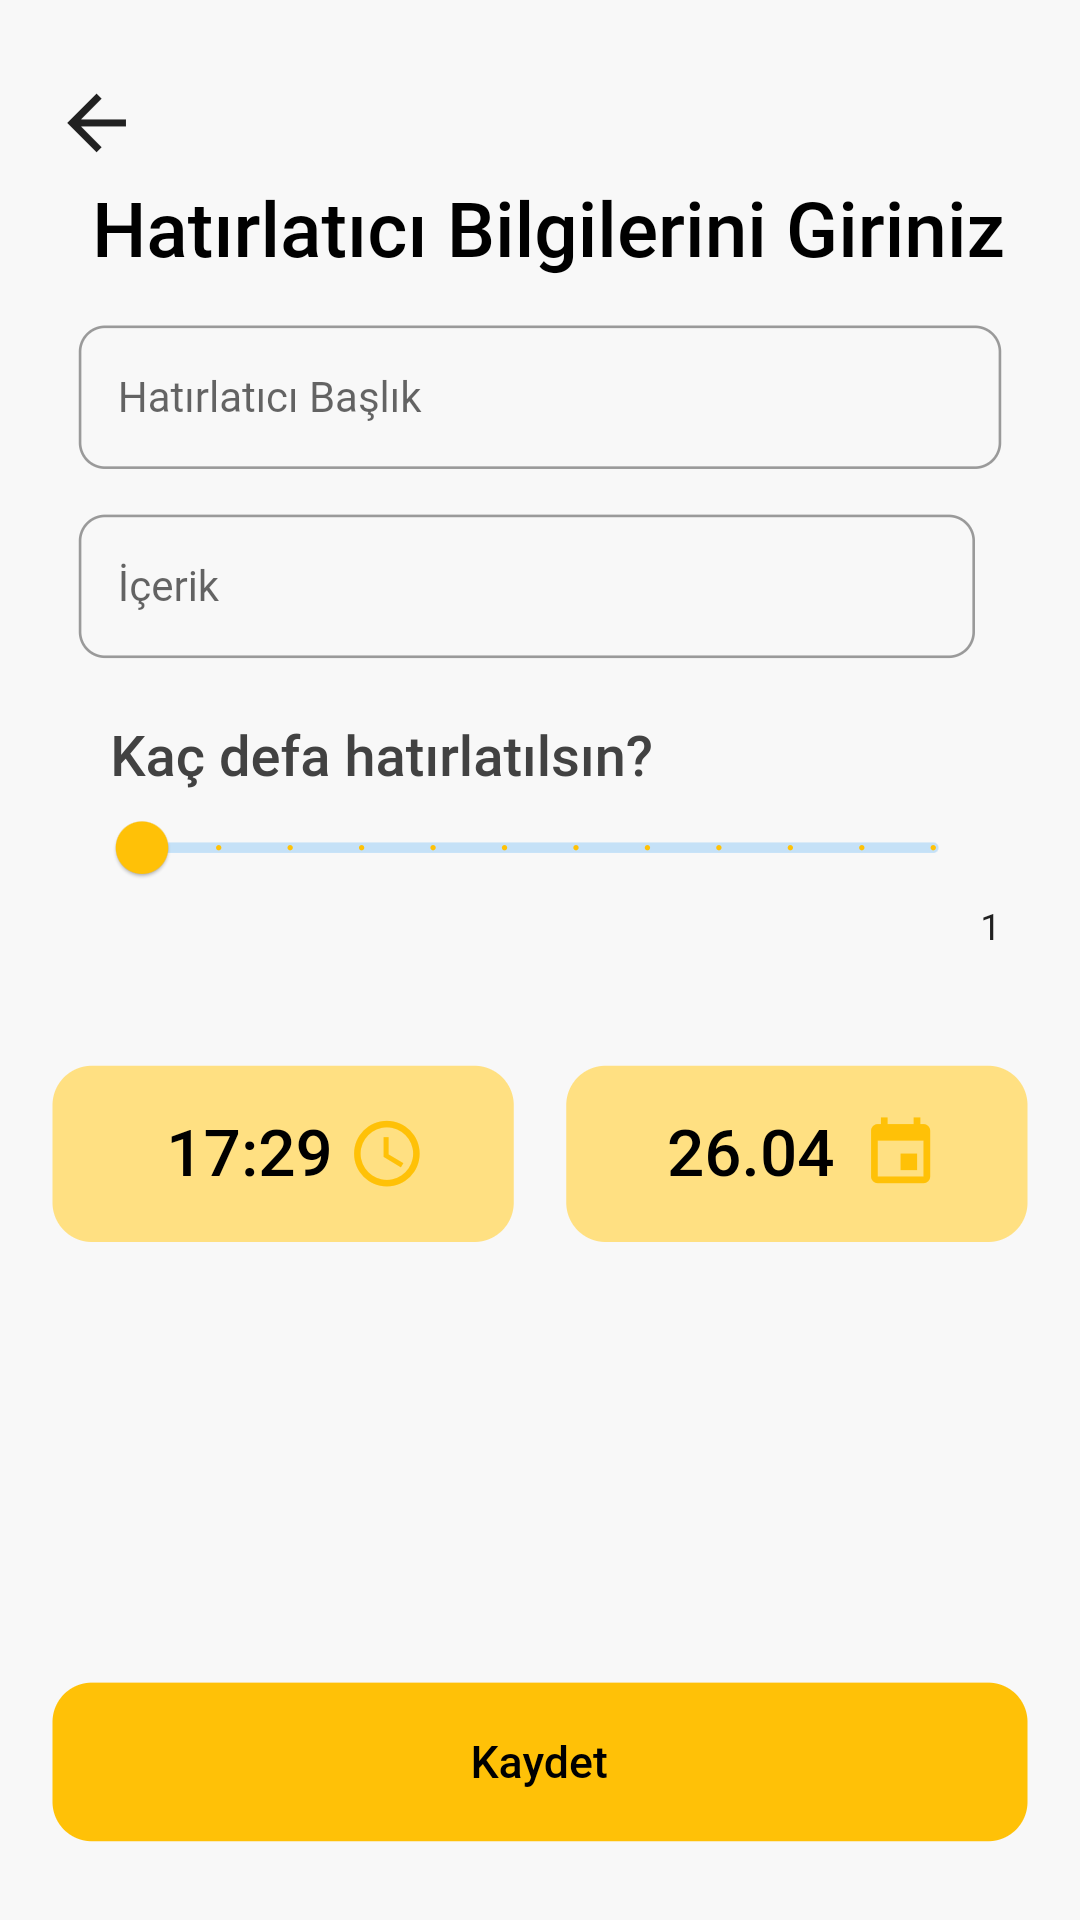 Hatırlatıcı Bilgilerini Giriniz
Hatırlatıcı Başlık
İçerik
Kaç defa hatırlatılsın?
1
17:29
26.04
Kaydet